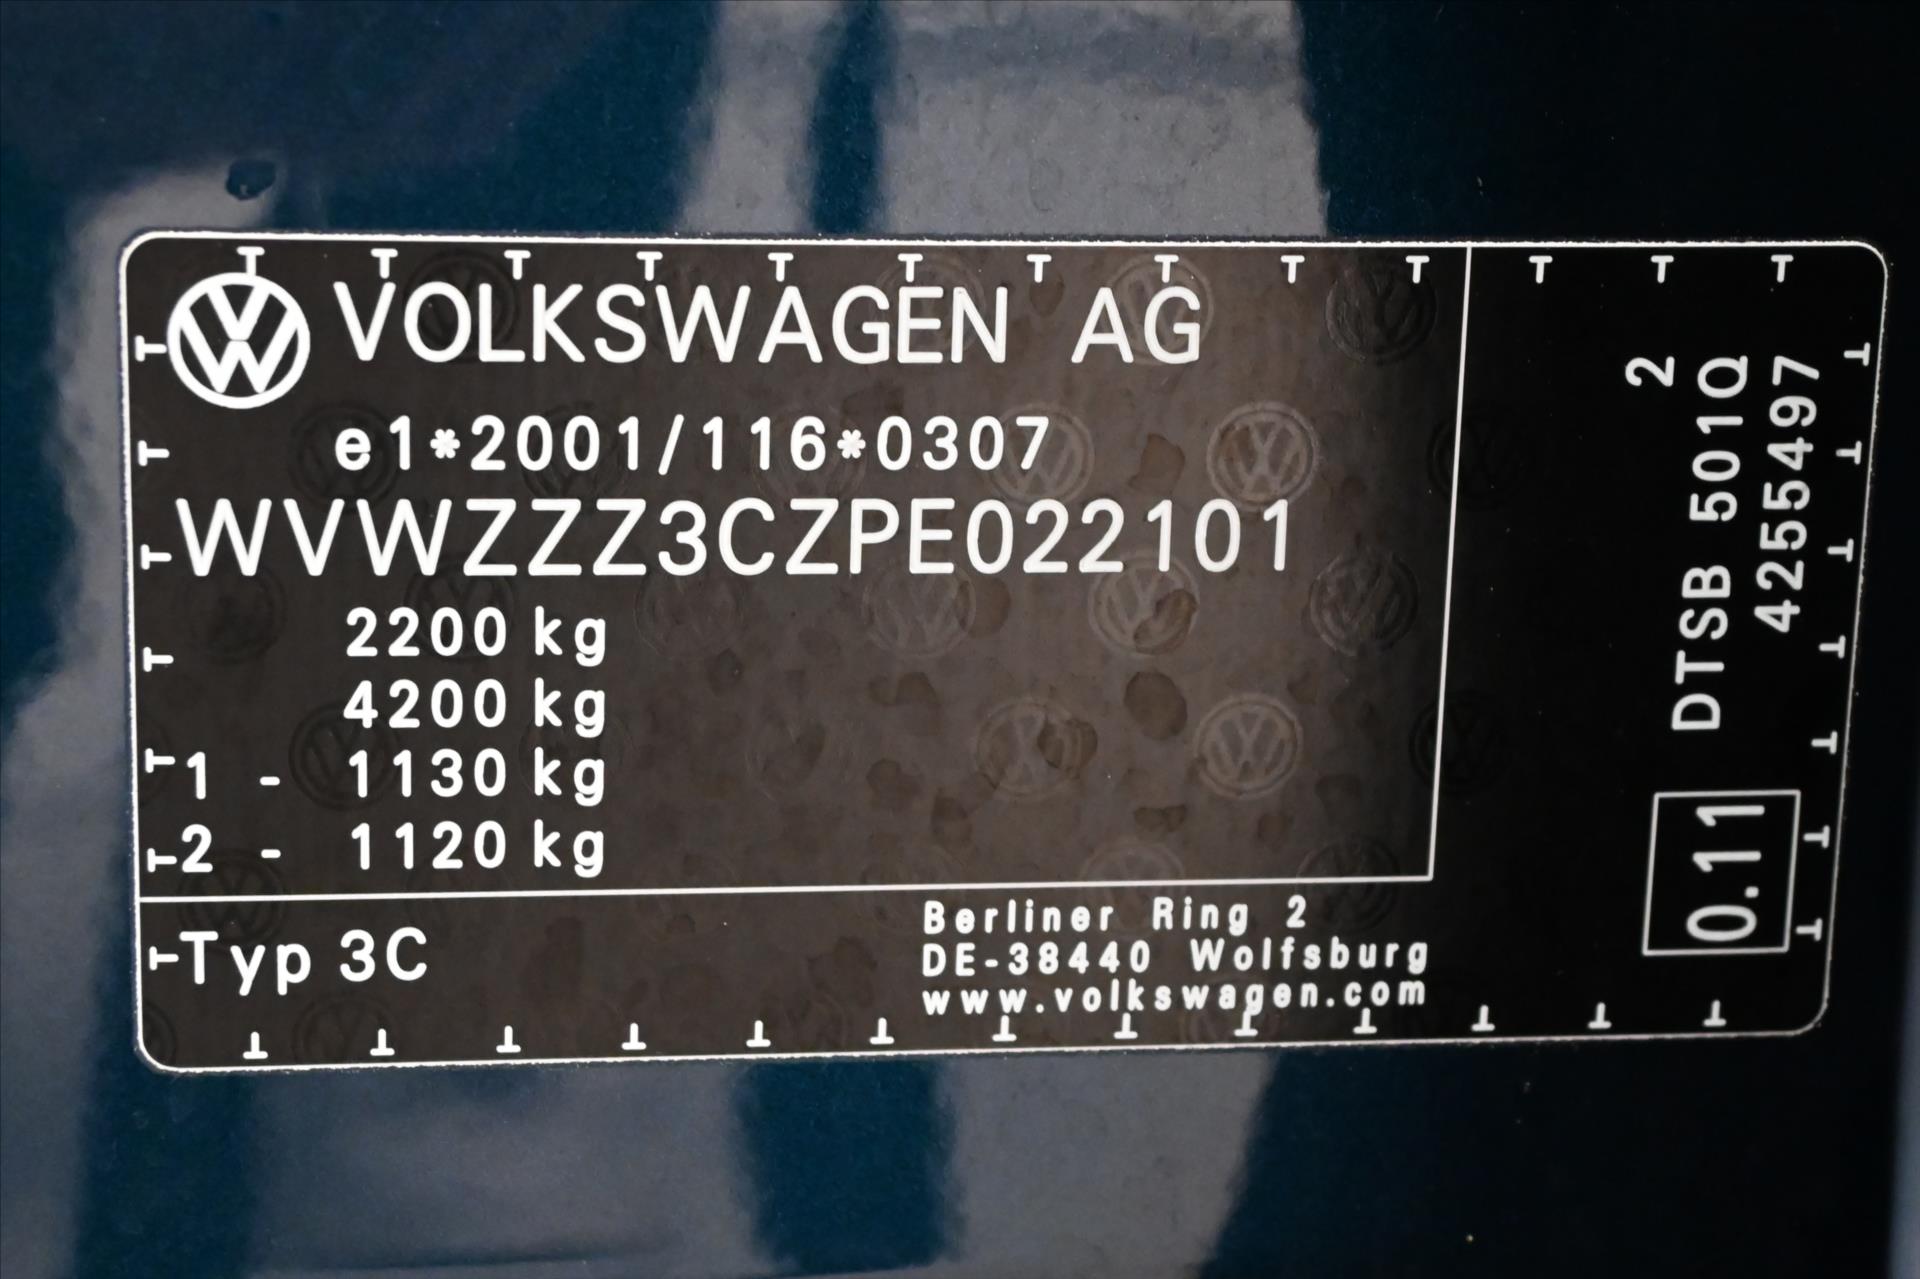 VOLKSWAGEN AG
e1*2001/116*0307
WVWZZZ3CZPE022101
2200 kg
4200 kg
1 - 1130 kg
2 - 1120 kg
Typ 3C
Berliner Ring 2
DE-38440 Wolfsburg
www.volkswagen.com
2
DTSB 501Q
4255497
0.11